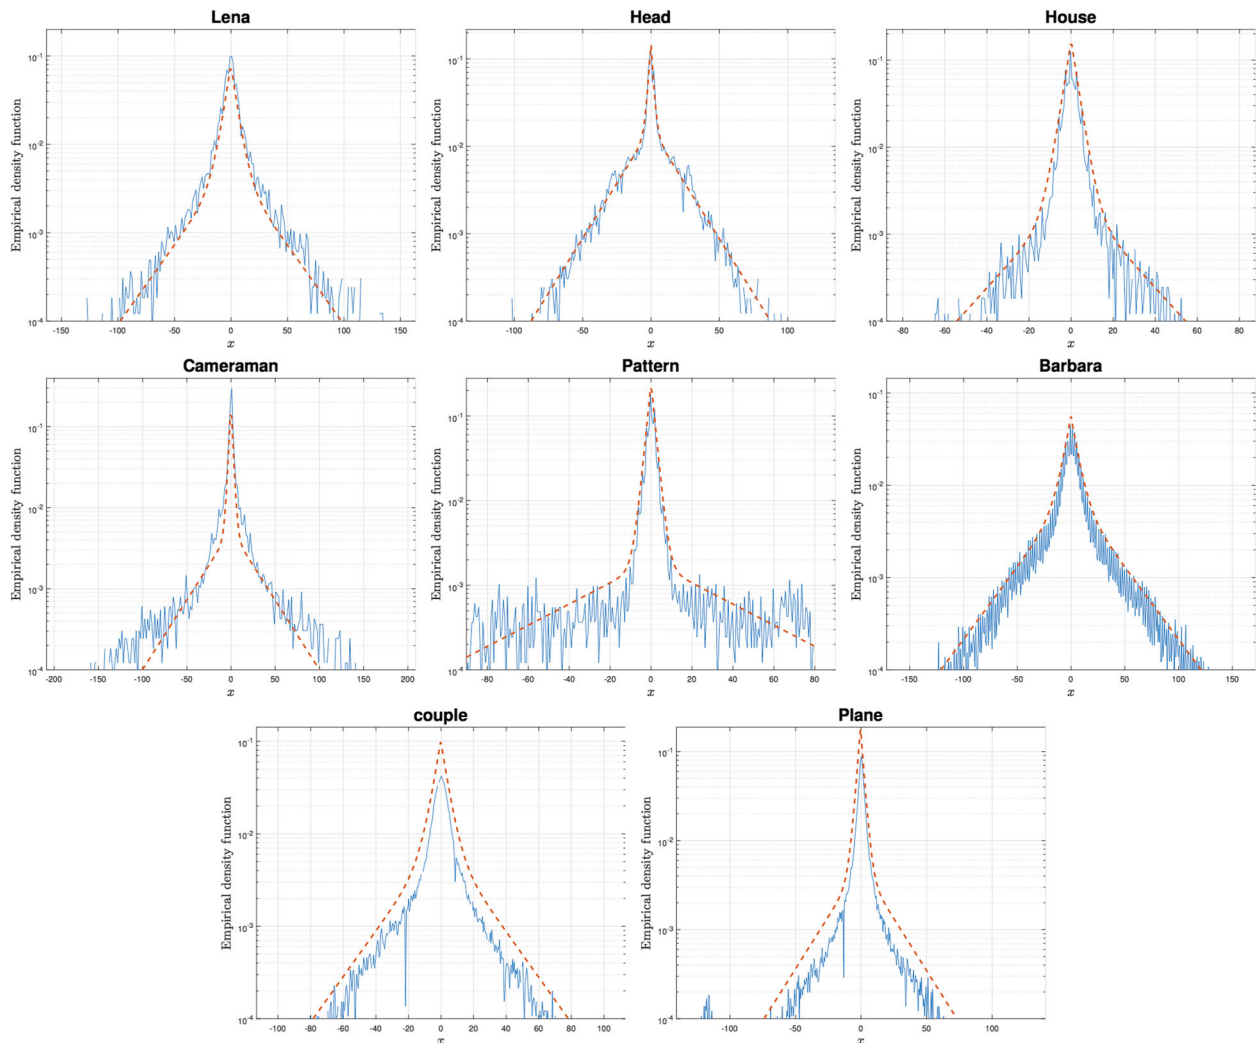 Lena
Head
House
Empirical density function
10^-1
10^-2
10^-3
10^-4
-150 -100 -50 0 50 100 150
x
Empirical density function
10^-1
10^-2
10^-3
10^-4
-100 -50 0 50 100
x
Empirical density function
10^-1
10^-2
10^-3
10^-4
-80 -60 -40 -20 0 20 40 60 80
x
Cameraman
Pattern
Barbara
Empirical density function
10^-1
10^-2
10^-3
10^-4
-200 -150 -100 -50 0 50 100 150 200
x
Empirical density function
10^-1
10^-2
10^-3
10^-4
-80 -60 -40 -20 0 20 40 60 80
x
Empirical density function
10^-1
10^-2
10^-3
10^-4
-150 -100 -50 0 50 100 150
x
couple
Plane
Empirical density function
10^-1
10^-2
10^-3
10^-4
-100 -80 -60 -40 -20 0 20 40 60 80 100
x
Empirical density function
10^-1
10^-2
10^-3
10^-4
-100 -50 0 50 100
x